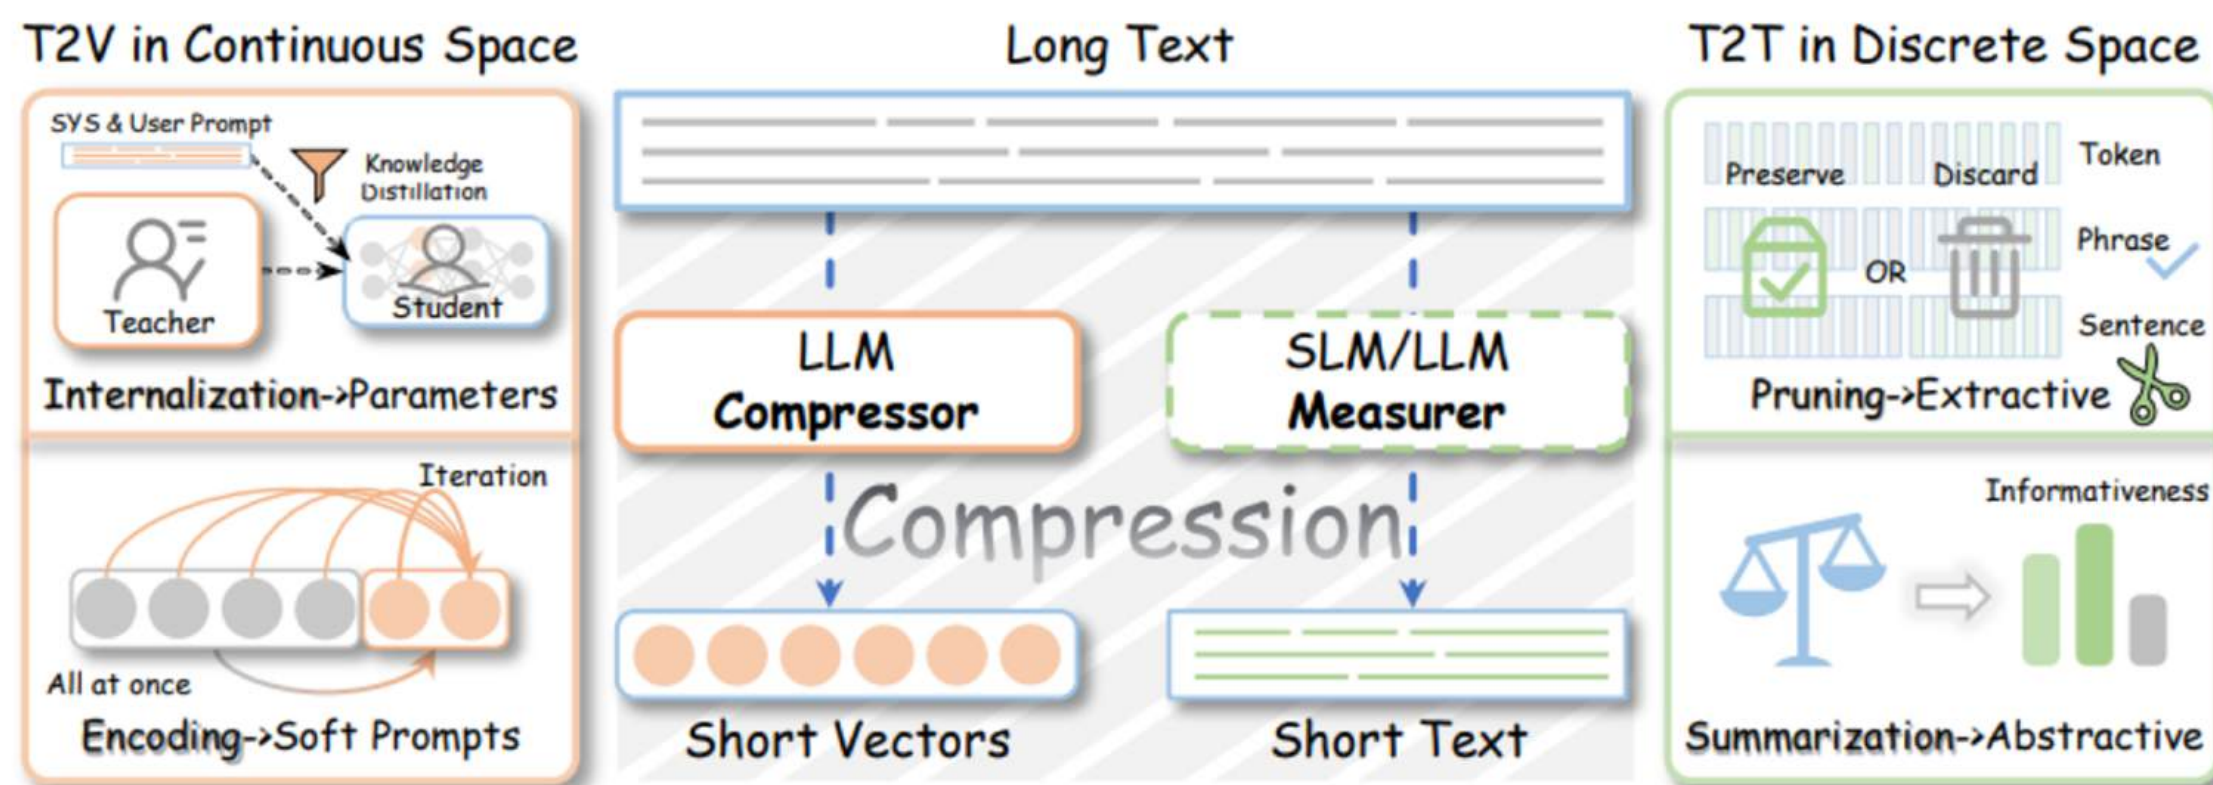 T2V in Continuous Space
SYS & User Prompt
Knowledge
Distillation
Teacher
Student
Internalization->Parameters
Iteration
All at once
Encoding->Soft Prompts
Long Text
LLM
Compressor
SLM/LLM
Measurer
Compression
Short Vectors
Short Text
T2T in Discrete Space
Preserve
Discard
Token
OR
Phrase
Sentence
Pruning->Extractive
Informativeness
Summarization->Abstractive